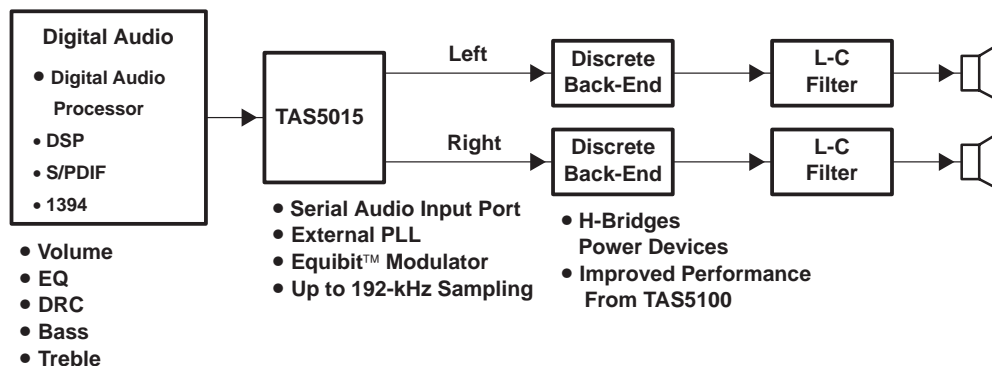 Digital Audio
● Digital Audio
Processor
● DSP
● S/PDIF
● 1394
● Volume
● EQ
● DRC
● Bass
● Treble
TAS5015
● Serial Audio Input Port
● External PLL
● Equibit™ Modulator
● Up to 192-kHz Sampling
Left
Right
Discrete
Back-End
Discrete
Back-End
● H-Bridges
Power Devices
● Improved Performance
From TAS5100
L-C
Filter
L-C
Filter